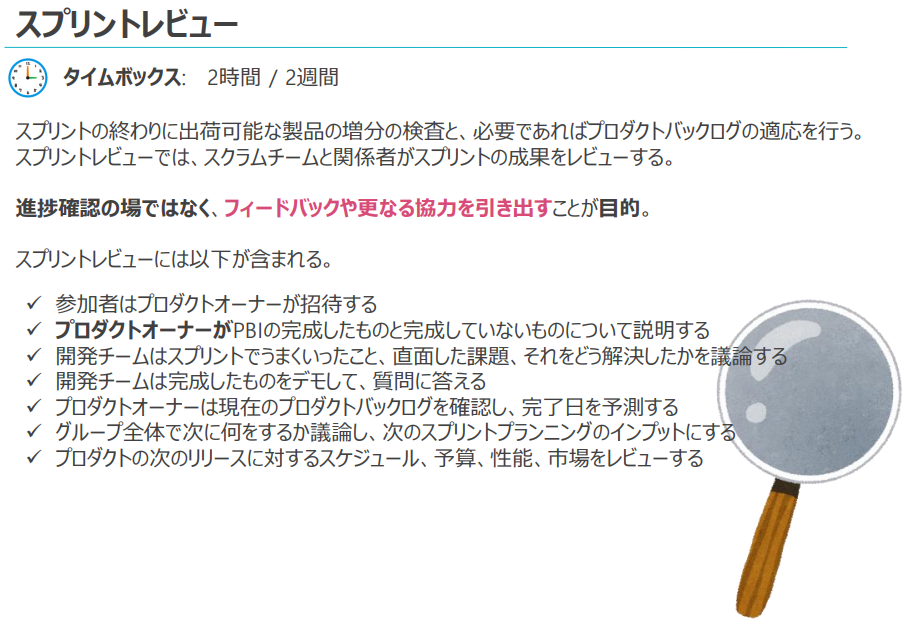 スプリントレビュー
タイムボックス: 2時間 / 2週間
スプリントの終わりに出荷可能な製品の増分の検査と、必要であればプロダクトバックログの適応を行う。
スプリントレビューでは、スクラムチームと関係者がスプリントの成果をレビューする。
進捗確認の場ではなく、フィードバックや更なる協力を引き出すことが目的。
スプリントレビューには以下が含まれる。
✓ 参加者はプロダクトオーナーが招待する
✓ プロダクトオーナーがPBIの完成したものと完成していないものについて説明する
✓ 開発チームはスプリントでうまくいったこと、直面した課題、それをどう解決したかを議論する
✓ 開発チームは完成したものをデモして、質問に答える
✓ プロダクトオーナーは現在のプロダクトバックログを確認し、完了日を予測する
✓ グループ全体で次に何をするか議論し、次のスプリントプランニングのインプットにする
✓ プロダクトの次のリリースに対するスケジュール、予算、性能、市場をレビューする